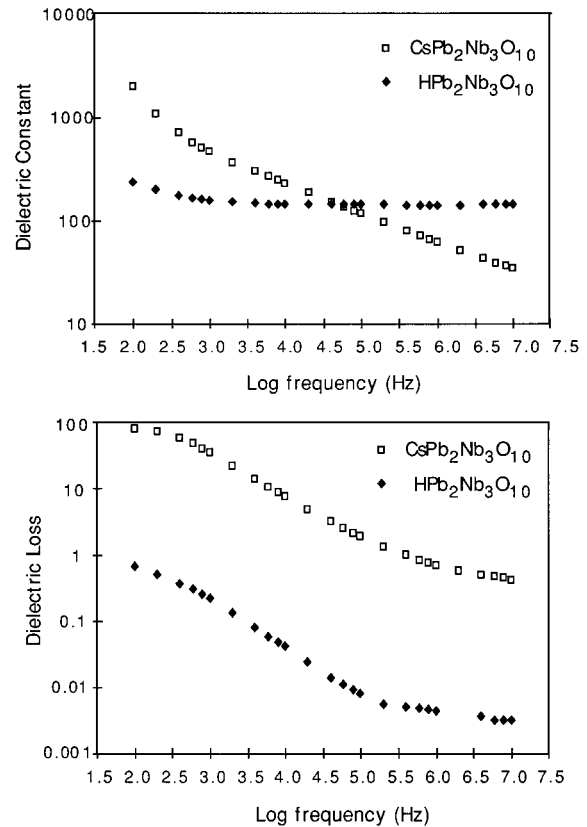 10000
1000
100
10
Dielectric Constant
CsPb₂Nb₃O₁₀
HPb₂Nb₃O₁₀
1.5 2.0 2.5 3.0 3.5 4.0 4.5 5.0 5.5 6.0 6.5 7.0 7.5
Log frequency (Hz)
100
10
1
0.1
0.01
0.001
Dielectric Loss
CsPb₂Nb₃O₁₀
HPb₂Nb₃O₁₀
1.5 2.0 2.5 3.0 3.5 4.0 4.5 5.0 5.5 6.0 6.5 7.0 7.5
Log frequency (Hz)